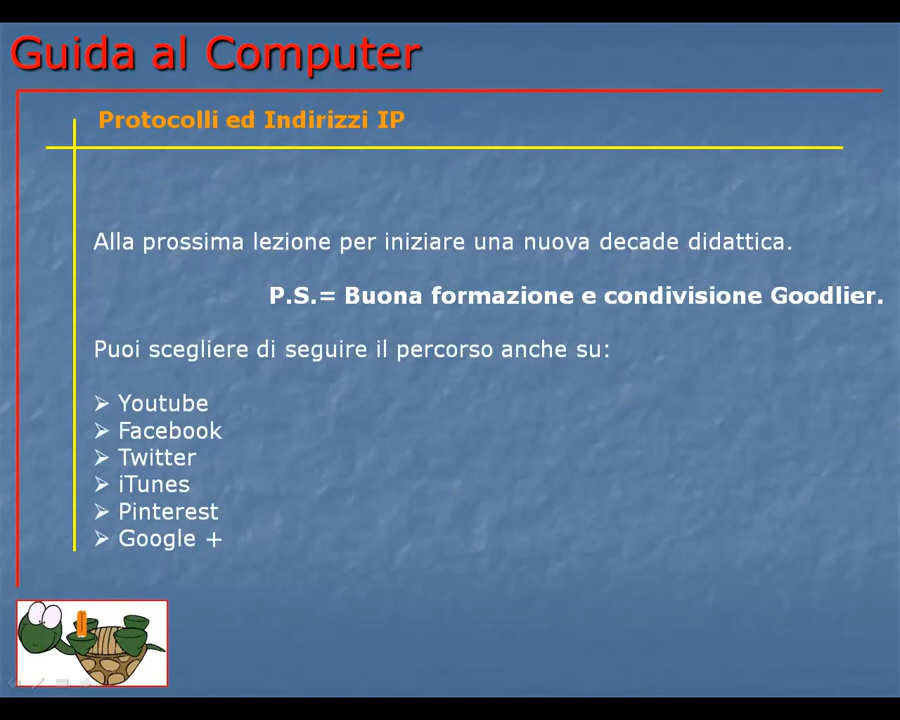 Guida al Computer
Protocolli ed Indirizzi IP
Alla prossima lezione per iniziare una nuova decade didattica.
P.S.= Buona formazione e condivisione Goodlier.
Puoi scegliere di seguire il percorso anche su:
Youtube
Facebook
Twitter
iTunes
Pinterest
Google +